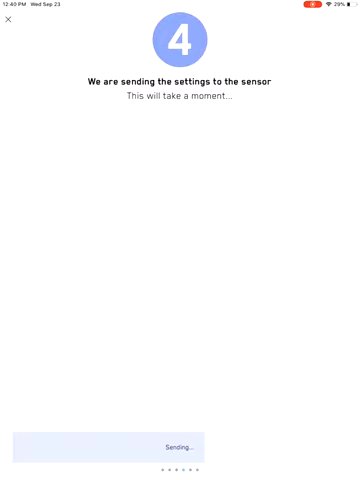 12:40 PM Wed Sep 23
29%
4
We are sending the settings to the sensor
This will take a moment...
Sending...